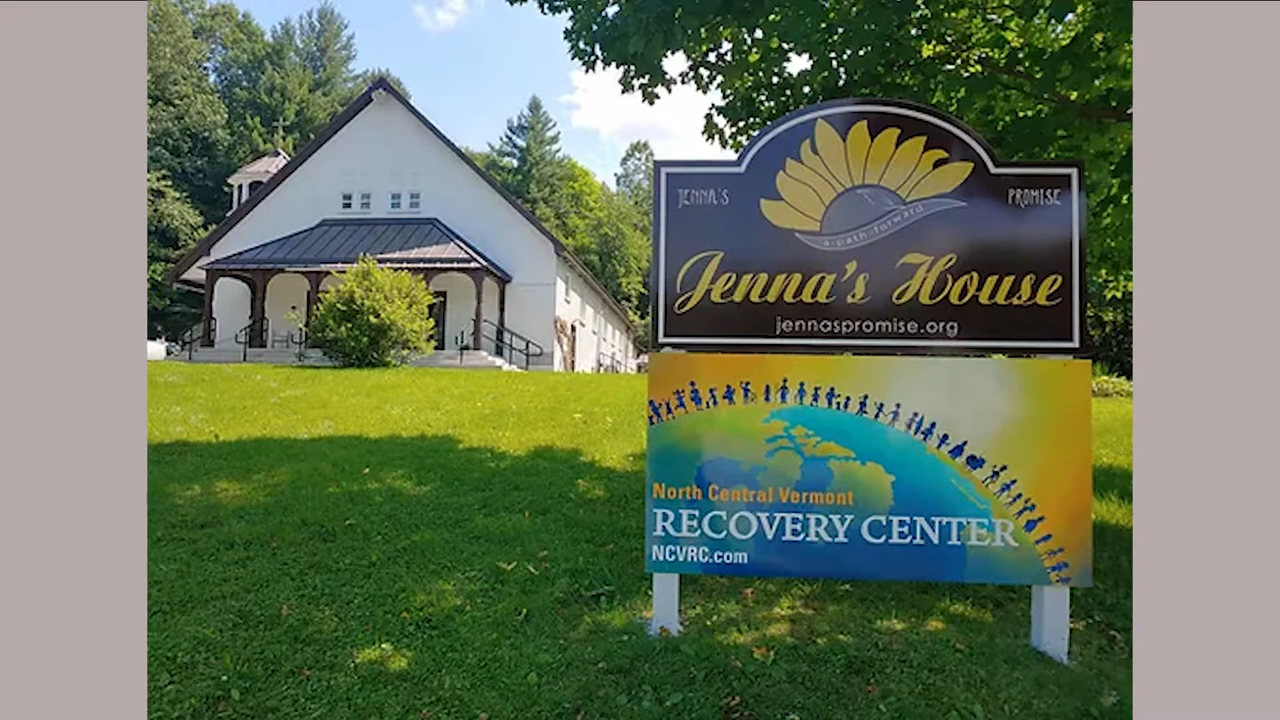 JENNA'S
PROMISE
a·path·forward
Jenna's House
jennaspromise.org
North Central Vermont
RECOVERY CENTER
NCVRC.com